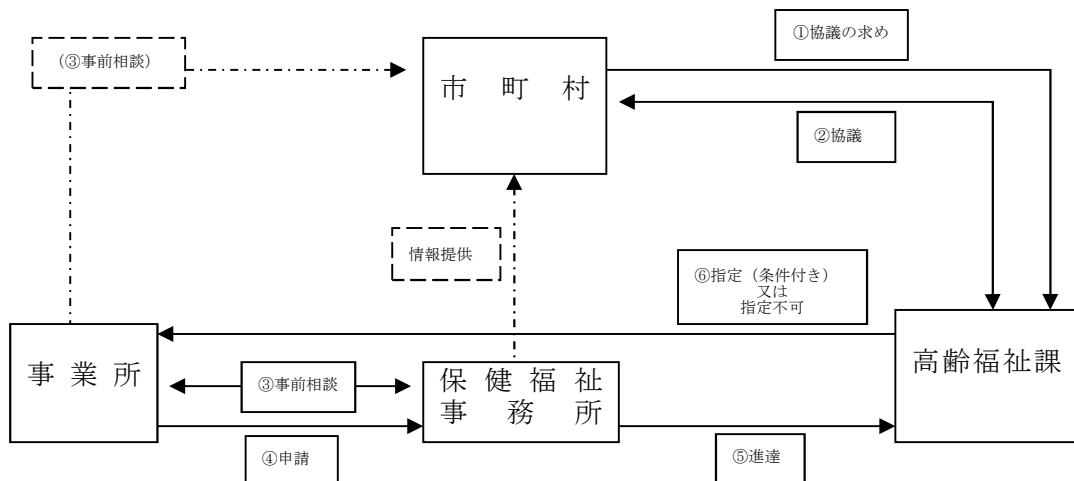 ①協議の求め
(③事前相談)
市町村
②協議
情報提供
⑥指定（条件付き）
又は
指定不可
事業所
③事前相談
保健福祉
事務所
高齢福祉課
④申請
⑤進達